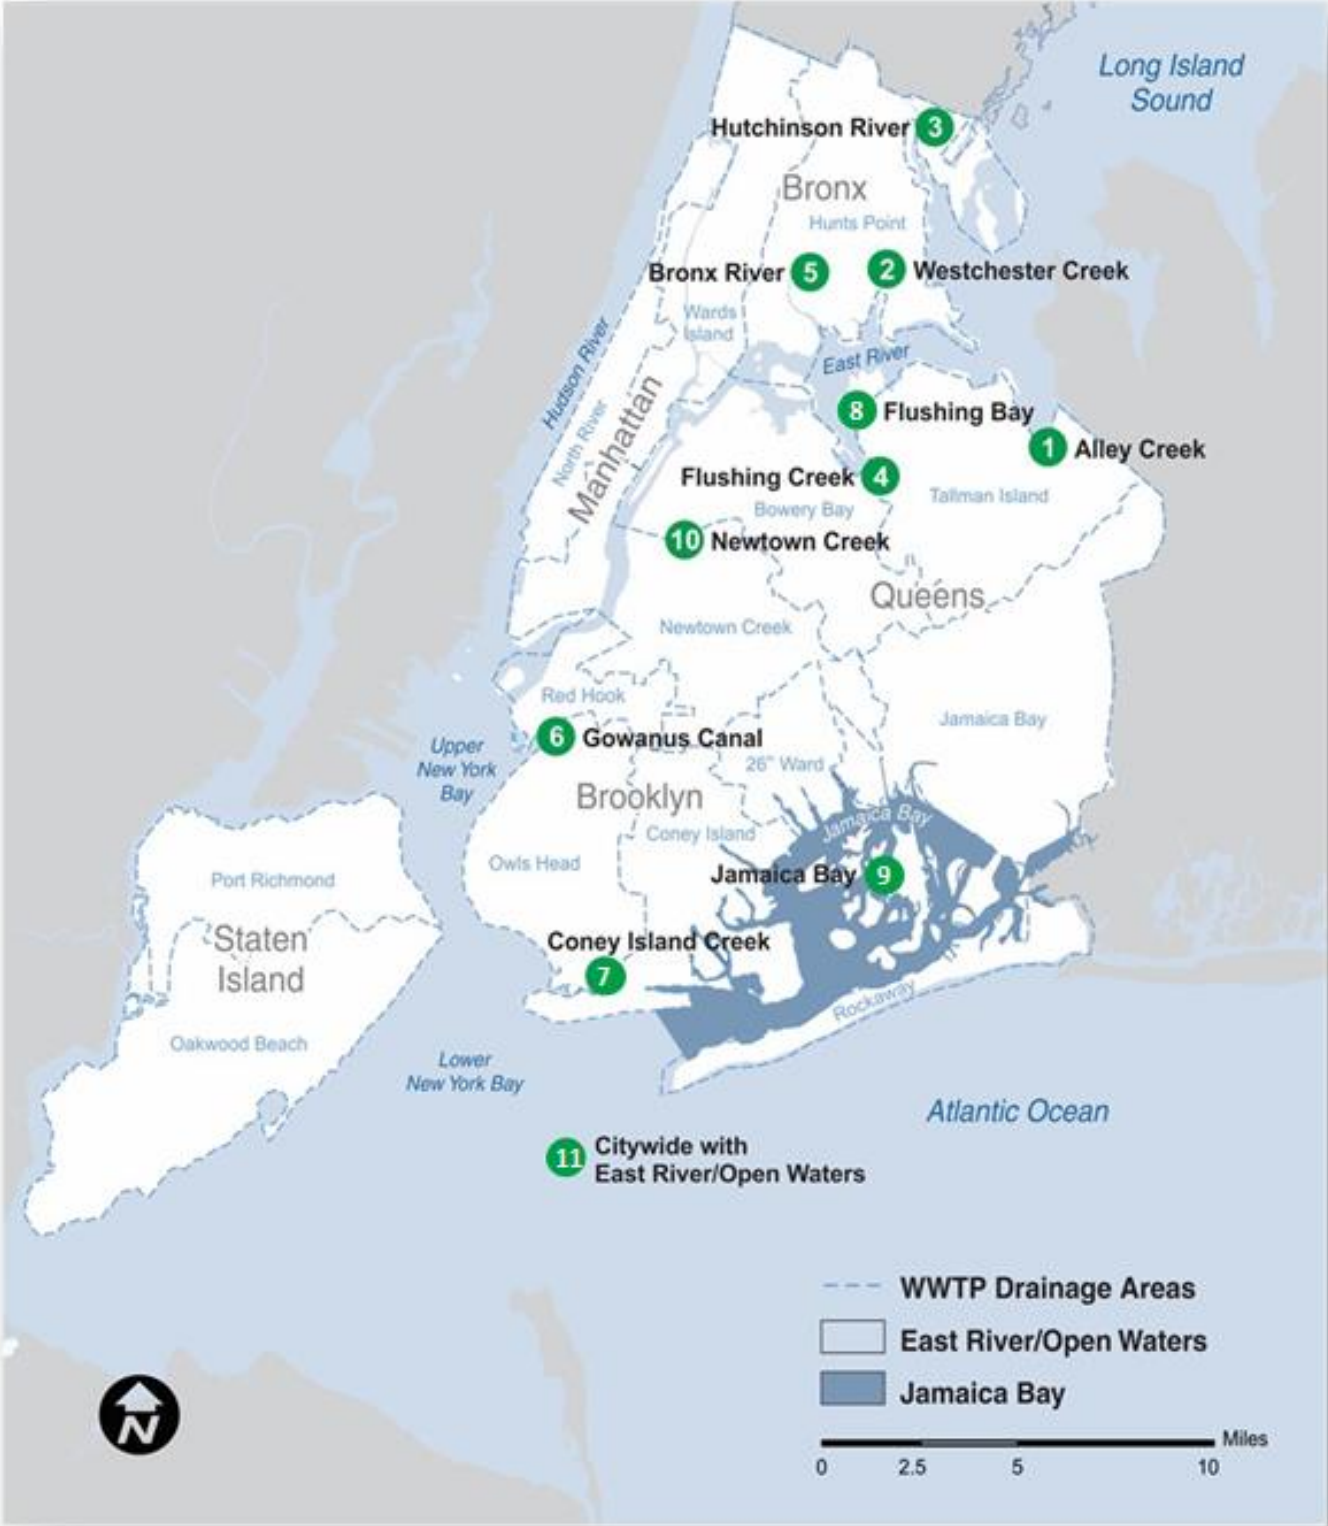 Long Island
Sound
Hutchinson River 3
Bronx
Hunts Point
Bronx River 5
2 Westchester Creek
Wards
Island
Hudson River
East River
North River
Manhattan
8 Flushing Bay
1 Alley Creek
Flushing Creek 4
Tallman Island
Bowery Bay
10 Newtown Creek
Queens
Newtown Creek
Red Hook
Jamaica Bay
6 Gowanus Canal
Upper
New York
Bay
26th Ward
Brooklyn
Jamaica Bay
Coney Island
Owls Head
Jamaica Bay 9
Port Richmond
Staten
Island
Coney Island Creek
7
Rockaway
Oakwood Beach
Lower
New York Bay
Atlantic Ocean
11 Citywide with
East River/Open Waters
WWTP Drainage Areas
East River/Open Waters
Jamaica Bay
Miles
0 2.5 5 10
N